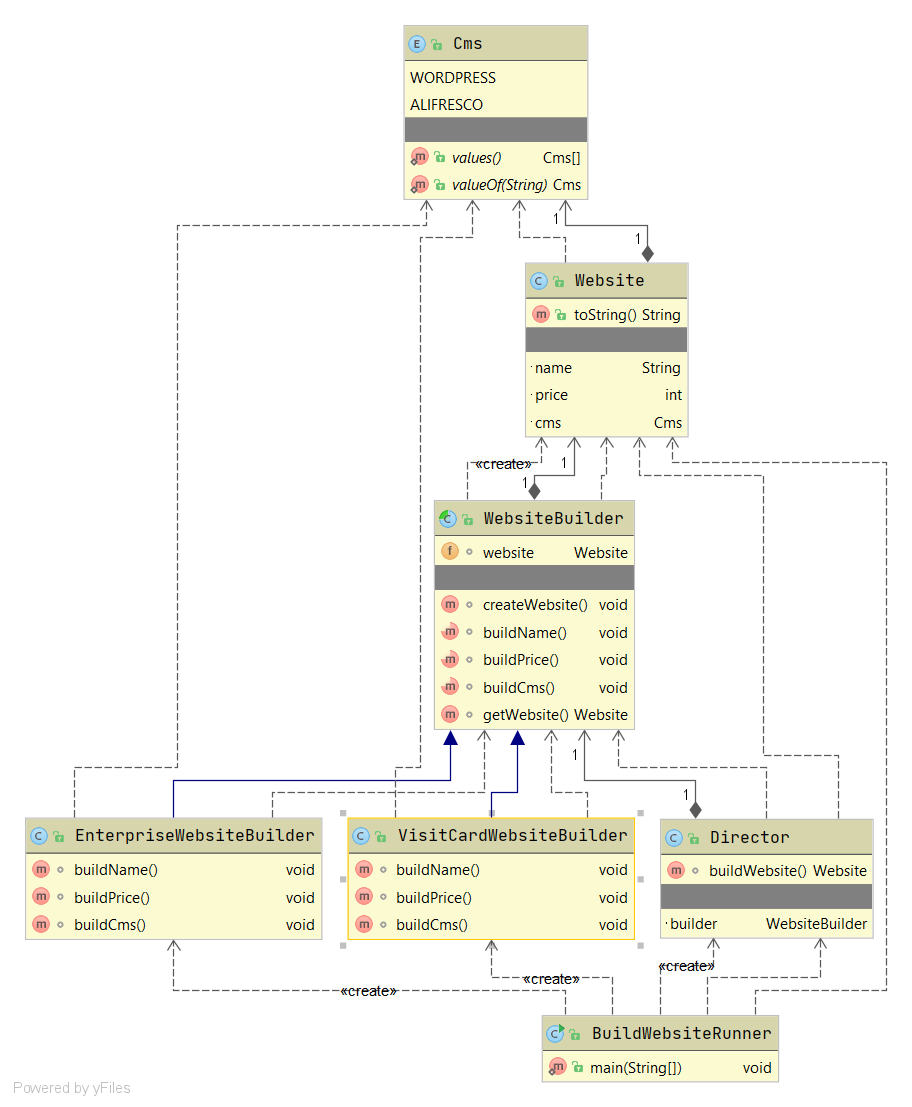 E Cms
WORDPRESS
ALIFRESCO
m values() Cms[]
m valueOf(String) Cms
1
1
C Website
m toString() String
name String
price int
cms Cms
«create»
1
1
C WebsiteBuilder
f website Website
m createWebsite() void
m buildName() void
m buildPrice() void
m buildCms() void
m getWebsite() Website
1
1
C EnterpriseWebsiteBuilder
m buildName() void
m buildPrice() void
m buildCms() void
C VisitCardWebsiteBuilder
m buildName() void
m buildPrice() void
m buildCms() void
C Director
m buildWebsite() Website
builder WebsiteBuilder
«create»
«create»
«create»
C BuildWebsiteRunner
m main(String[]) void
Powered by yFiles